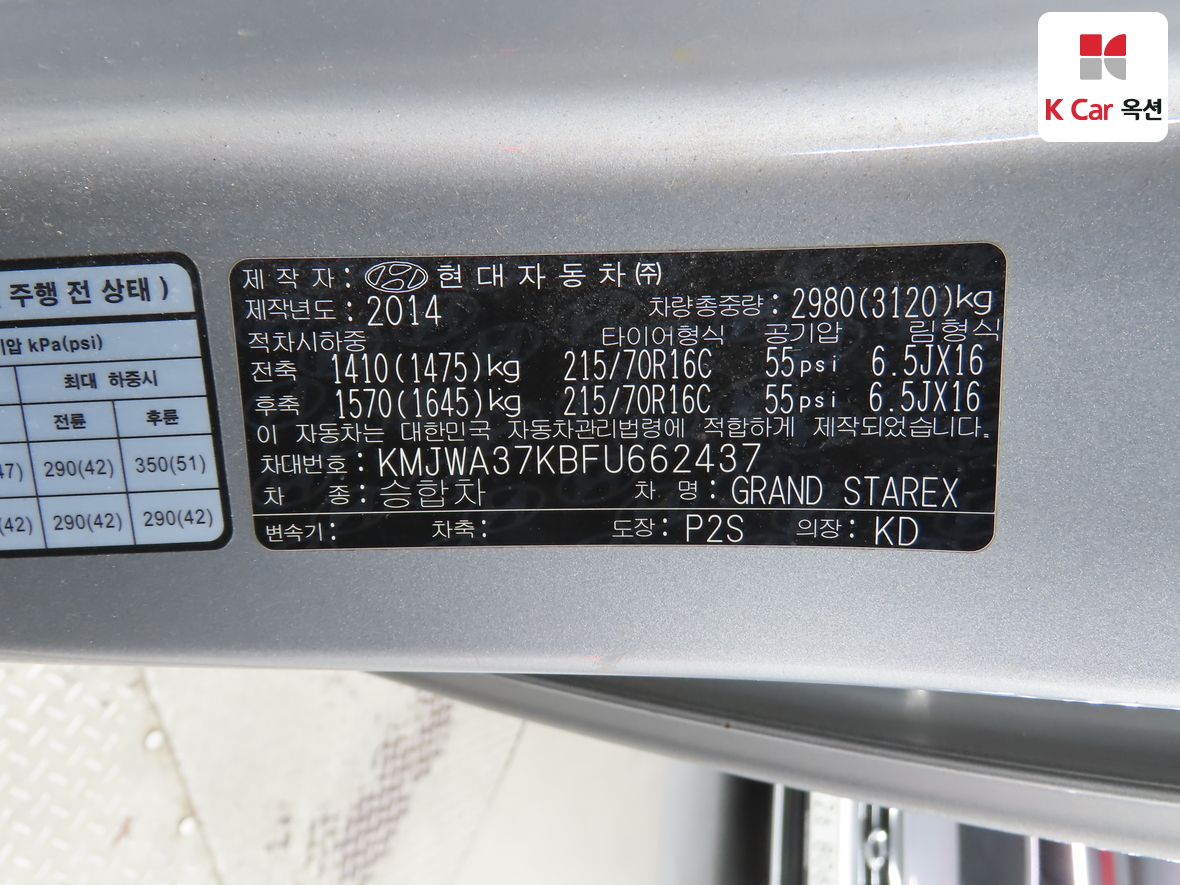 K Car 옥션
주행 전 상태 )
압 kPa(psi)
최대 하중시
전륜 후륜
47) 290(42) 350(51)
(42) 290(42) 290(42)
제 작 자 : 현 대 자 동 차 ㈜
제작년도 : 2014 차량총중량 : 2980(3120)kg
적차시하중 타이어형식 공기압 림형식
전축 1410(1475)kg 215/70R16C 55psi 6.5JX16
후축 1570(1645)kg 215/70R16C 55psi 6.5JX16
이 자동차는 대한민국 자동차관리법령에 적합하게 제작되었습니다.
차대번호 : KMJWA37KBFU662437
차 종 : 승합차 차 명 : GRAND STAREX
변속기 : 차축 : 도장 : P2S 의장 : KD